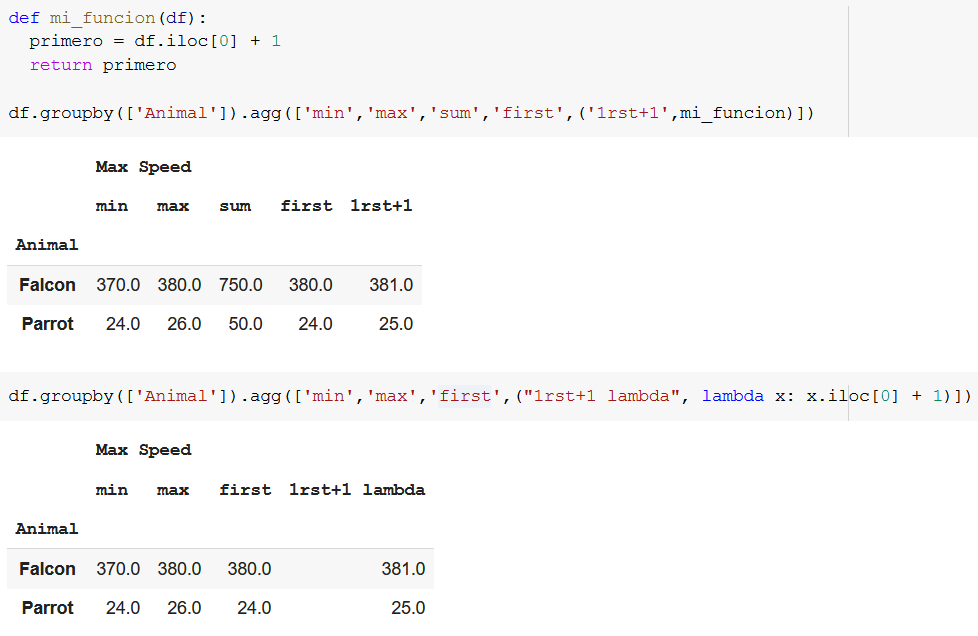 def mi_funcion(df):
primero = df.iloc[0] + 1
return primero
df.groupby(['Animal']).agg(['min','max','sum','first',('1rst+1',mi_funcion)])
Max Speed
min max sum first 1rst+1
Animal
Falcon 370.0 380.0 750.0 380.0 381.0
Parrot 24.0 26.0 50.0 24.0 25.0
df.groupby(['Animal']).agg(['min','max','first',("1rst+1 lambda", lambda x: x.iloc[0] + 1)])
Max Speed
min max first 1rst+1 lambda
Animal
Falcon 370.0 380.0 380.0 381.0
Parrot 24.0 26.0 24.0 25.0